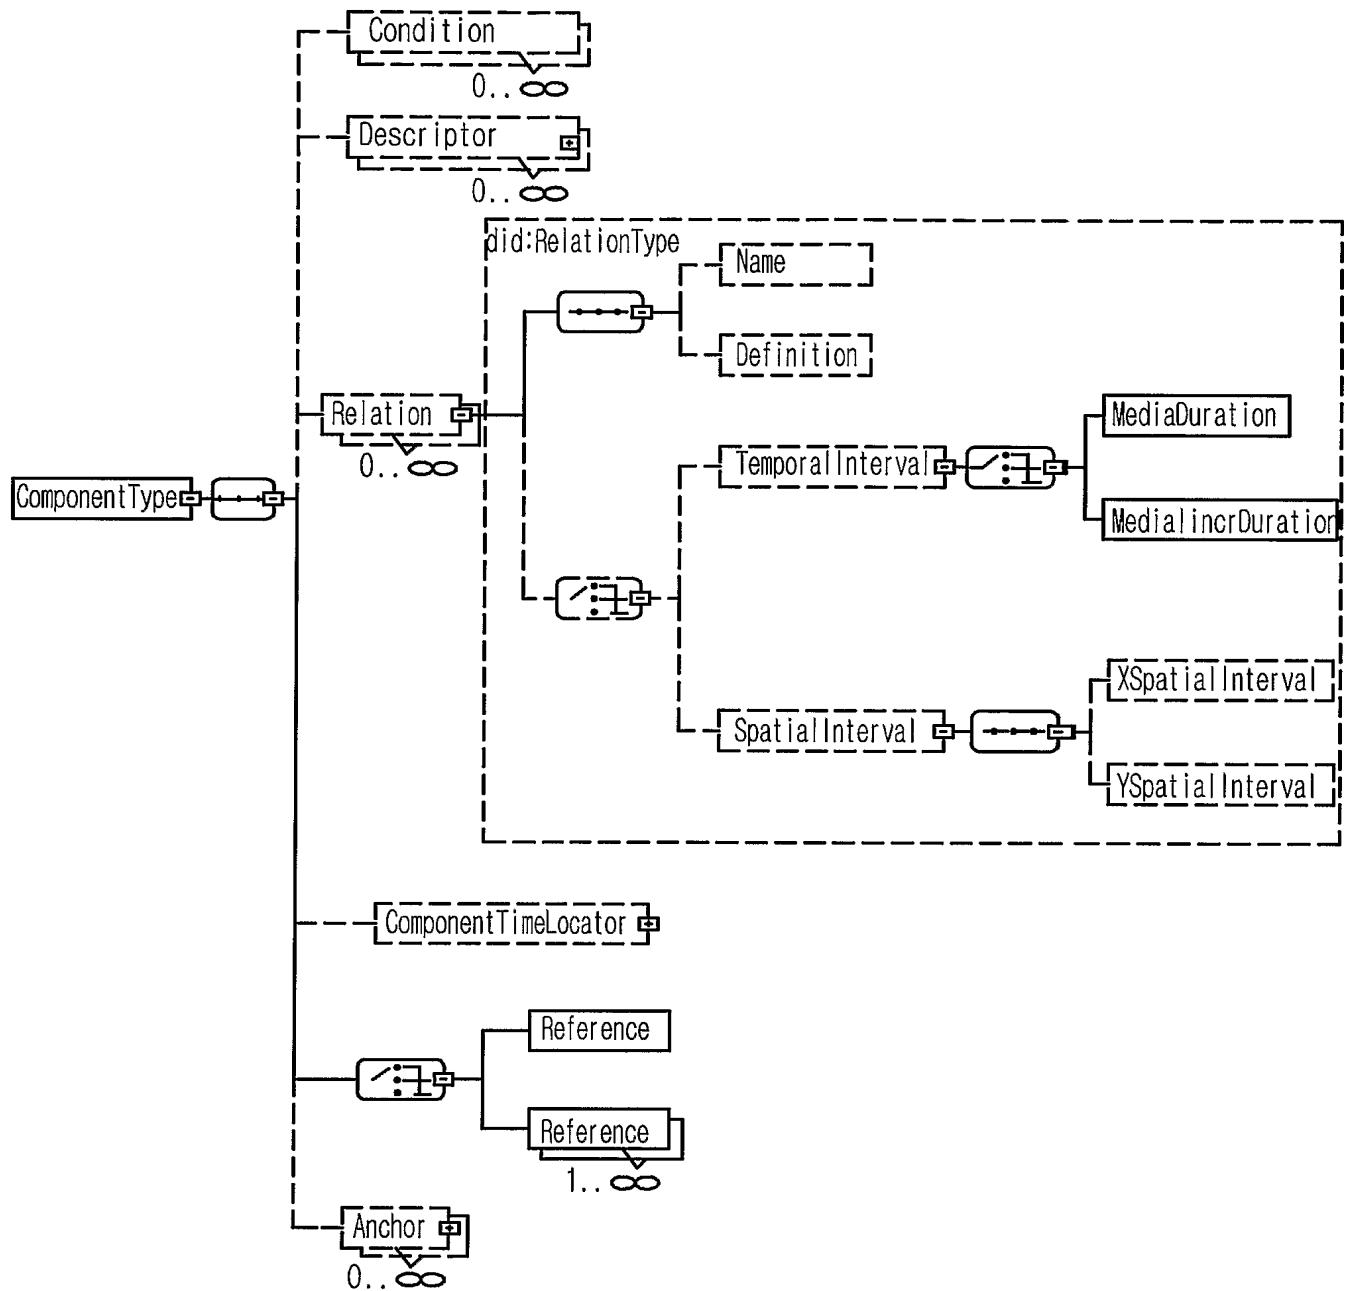 Condition
0..∞
Descriptor
0..∞
did:RelationType
Name
Definition
Relation
0..∞
MediaDuration
TemporalInterval
ComponentType
MedialincrDuration
XSpatialInterval
SpatialInterval
YSpatialInterval
ComponentTimeLocator
Reference
Reference
1..∞
Anchor
0..∞